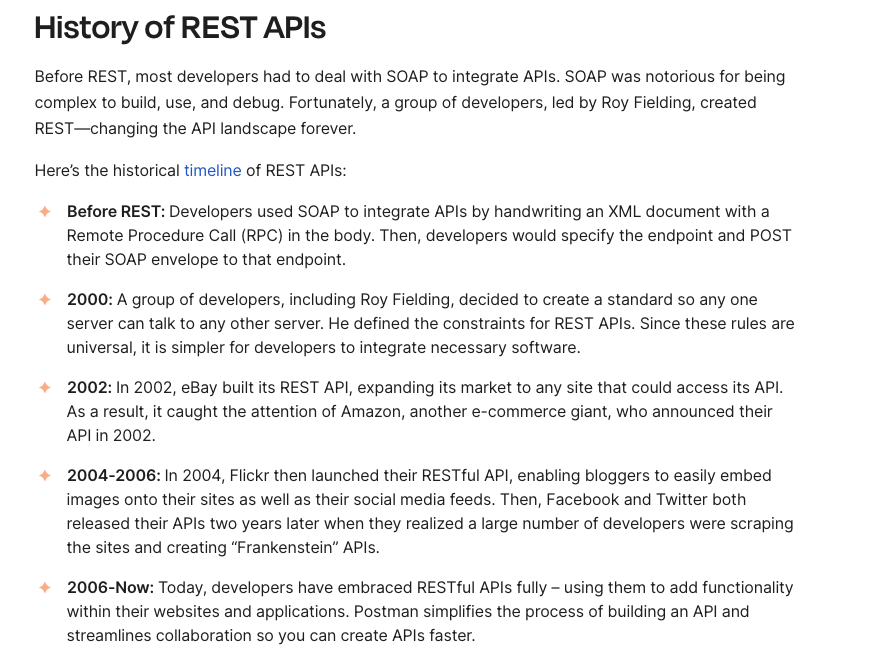 History of REST APIs
Before REST, most developers had to deal with SOAP to integrate APIs. SOAP was notorious for being
complex to build, use, and debug. Fortunately, a group of developers, led by Roy Fielding, created
REST—changing the API landscape forever.
Here’s the historical timeline of REST APIs:
Before REST: Developers used SOAP to integrate APIs by handwriting an XML document with a
Remote Procedure Call (RPC) in the body. Then, developers would specify the endpoint and POST
their SOAP envelope to that endpoint.
2000: A group of developers, including Roy Fielding, decided to create a standard so any one
server can talk to any other server. He defined the constraints for REST APIs. Since these rules are
universal, it is simpler for developers to integrate necessary software.
2002: In 2002, eBay built its REST API, expanding its market to any site that could access its API.
As a result, it caught the attention of Amazon, another e-commerce giant, who announced their
API in 2002.
2004-2006: In 2004, Flickr then launched their RESTful API, enabling bloggers to easily embed
images onto their sites as well as their social media feeds. Then, Facebook and Twitter both
released their APIs two years later when they realized a large number of developers were scraping
the sites and creating “Frankenstein” APIs.
2006-Now: Today, developers have embraced RESTful APIs fully – using them to add functionality
within their websites and applications. Postman simplifies the process of building an API and
streamlines collaboration so you can create APIs faster.